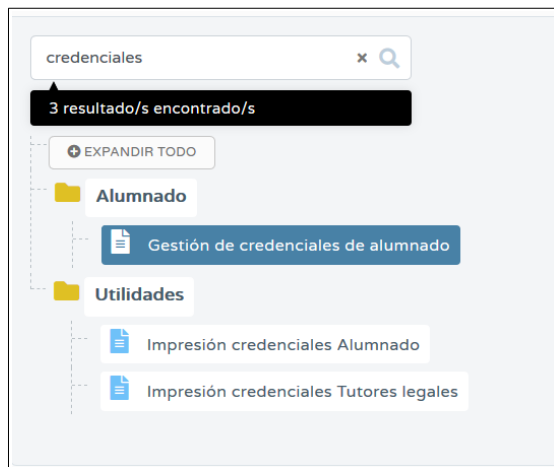 credenciales
3 resultado/s encontrado/s
EXPANDIR TODO
Alumnado
Gestión de credenciales de alumnado
Utilidades
Impresión credenciales Alumnado
Impresión credenciales Tutores legales